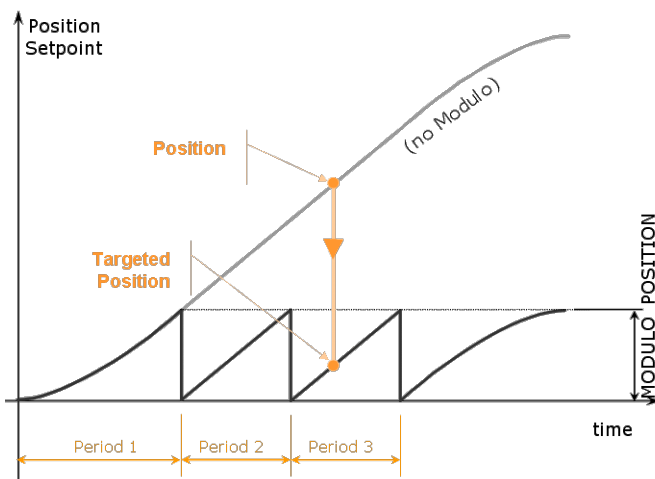 Position
Setpoint
(no Modulo)
Position
Targeted
Position
MODULO POSITION
time
Period 1
Period 2
Period 3